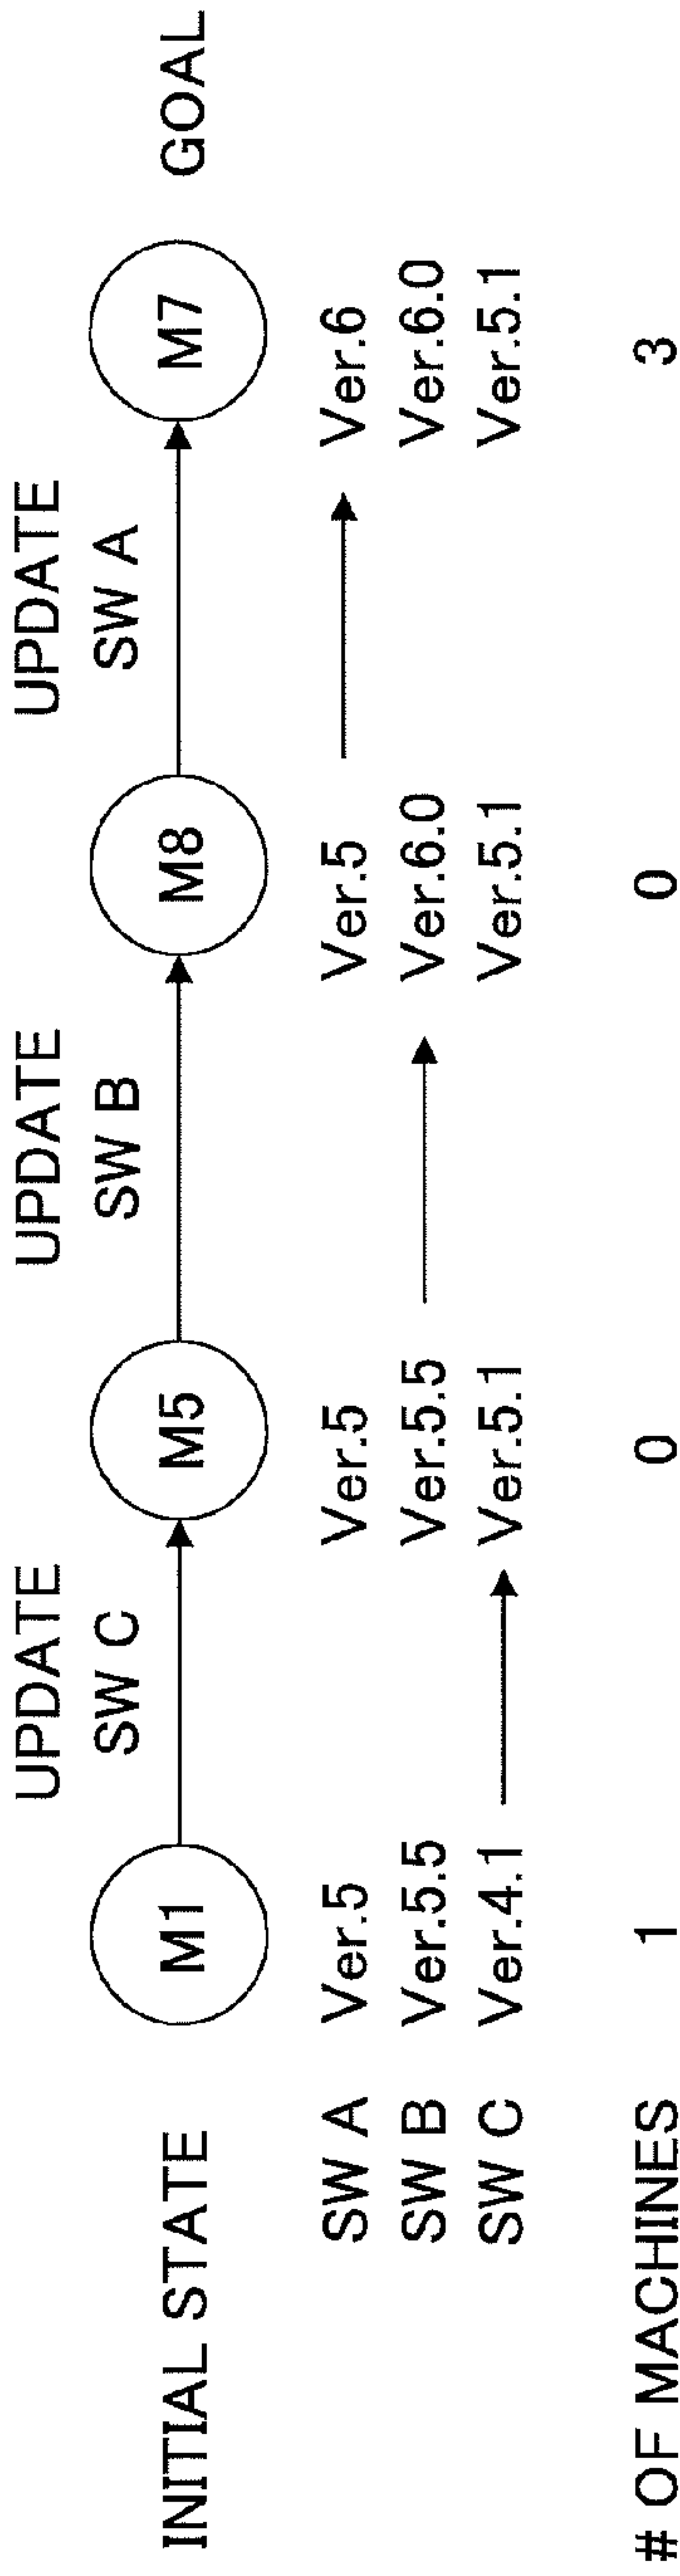 UPDATE UPDATE UPDATE
SW C SW B SW A
INITIAL STATE M1 M5 M8 M7 GOAL
SW A Ver.5 Ver.5 Ver.5 Ver.6
SW B Ver.5.5 Ver.5.5 Ver.6.0 Ver.6.0
SW C Ver.4.1 Ver.5.1 Ver.5.1 Ver.5.1
# OF MACHINES 1 0 0 3